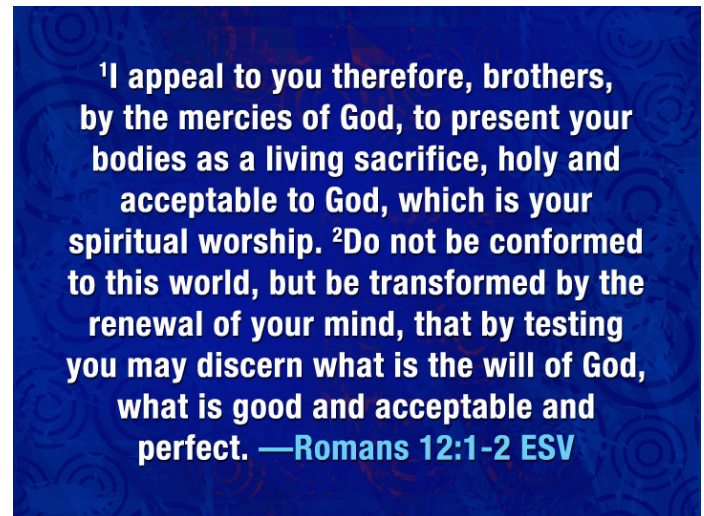 ¹I appeal to you therefore, brothers,
by the mercies of God, to present your
bodies as a living sacrifice, holy and
acceptable to God, which is your
spiritual worship. ²Do not be conformed
to this world, but be transformed by the
renewal of your mind, that by testing
you may discern what is the will of God,
what is good and acceptable and
perfect. —Romans 12:1-2 ESV